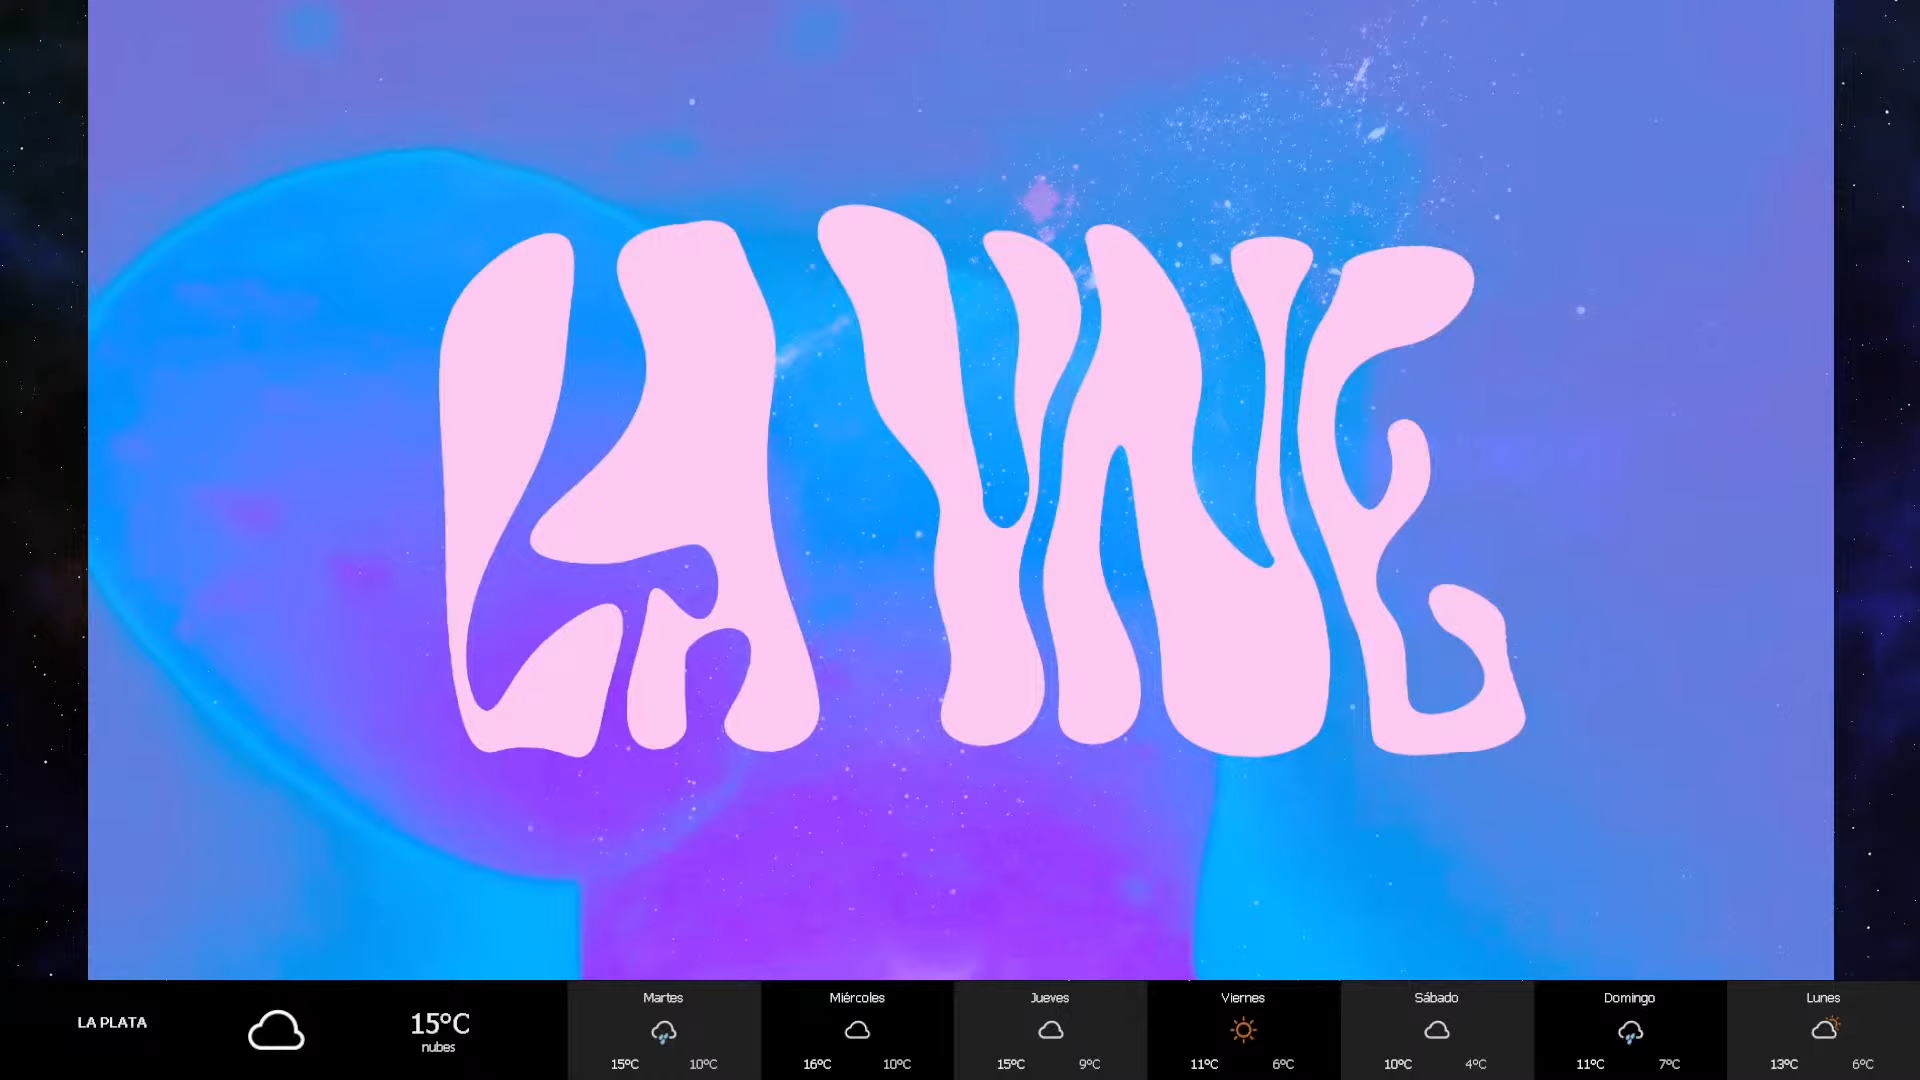 LA YNE
LA PLATA
15°C
nubes
Martes
15°C 10°C
Miércoles
16°C 10°C
Jueves
15°C 9°C
Viernes
11°C 6°C
Sábado
10°C 4°C
Domingo
11°C 7°C
Lunes
13°C 6°C